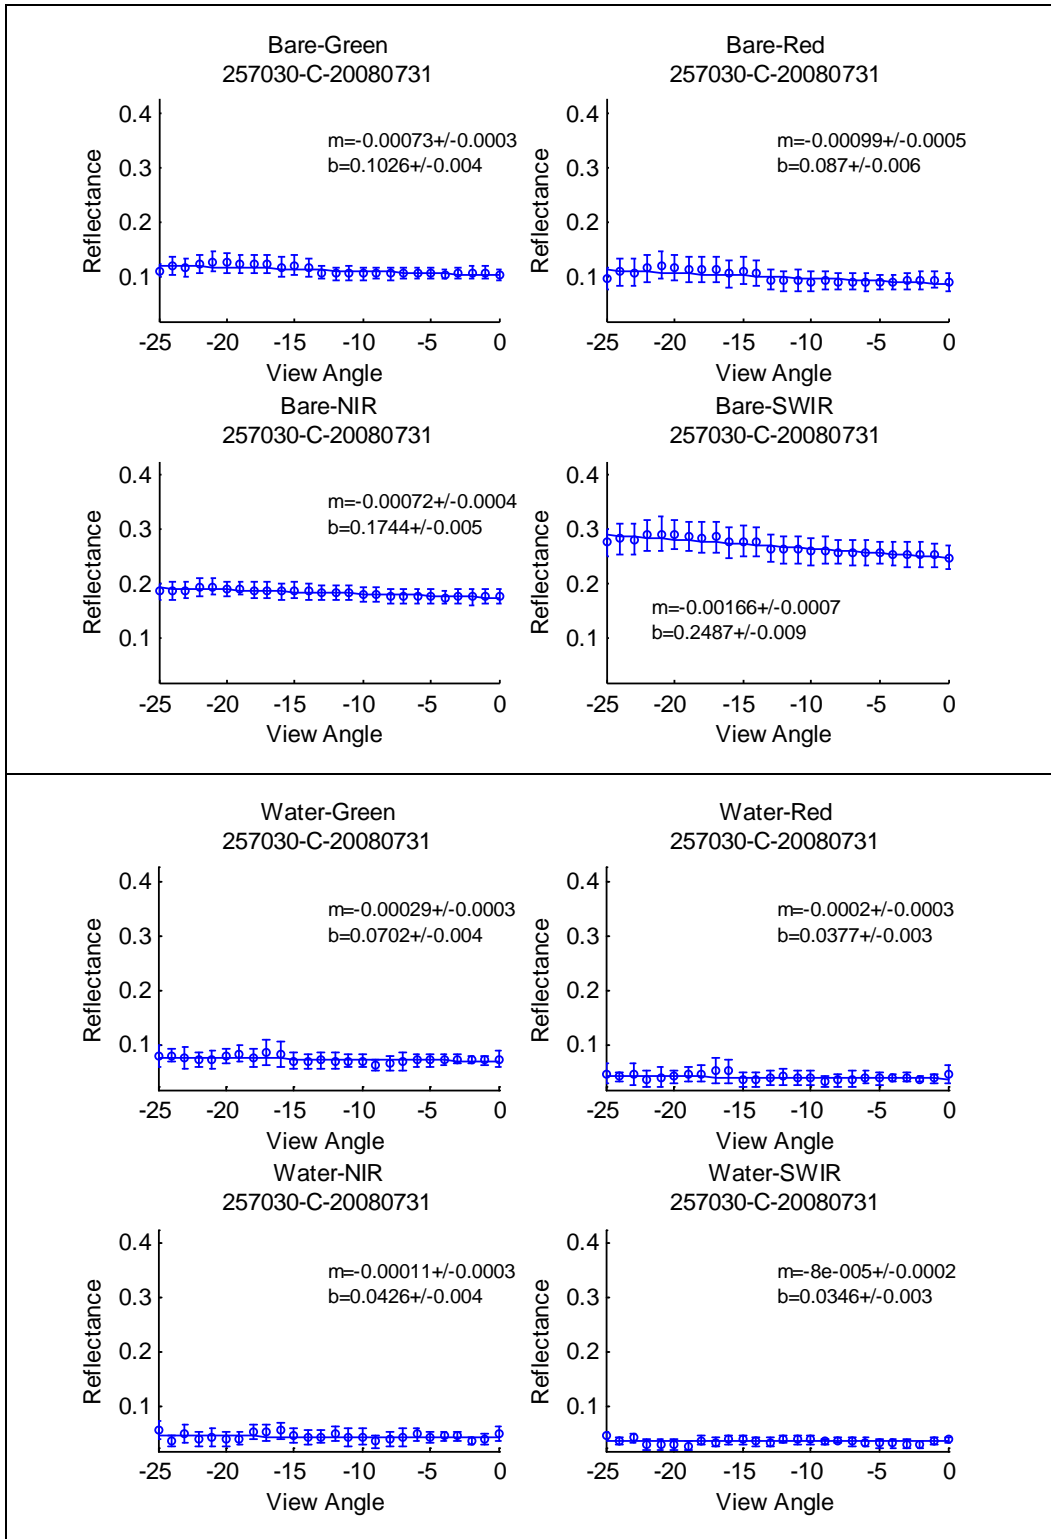 Bare-Green
257030-C-20080731
m=-0.00073+/-0.0003
b=0.1026+/-0.004
Reflectance
0.4
0.3
0.2
0.1
-25 -20 -15 -10 -5 0
View Angle
Bare-Red
257030-C-20080731
m=-0.00099+/-0.0005
b=0.087+/-0.006
Reflectance
0.4
0.3
0.2
0.1
-25 -20 -15 -10 -5 0
View Angle
Bare-NIR
257030-C-20080731
m=-0.00072+/-0.0004
b=0.1744+/-0.005
Reflectance
0.4
0.3
0.2
0.1
-25 -20 -15 -10 -5 0
View Angle
Bare-SWIR
257030-C-20080731
Reflectance
0.4
0.3
0.2
0.1
m=-0.00166+/-0.0007
b=0.2487+/-0.009
-25 -20 -15 -10 -5 0
View Angle
Water-Green
257030-C-20080731
m=-0.00029+/-0.0003
b=0.0702+/-0.004
Reflectance
0.4
0.3
0.2
0.1
-25 -20 -15 -10 -5 0
View Angle
Water-Red
257030-C-20080731
m=-0.0002+/-0.0003
b=0.0377+/-0.003
Reflectance
0.4
0.3
0.2
0.1
-25 -20 -15 -10 -5 0
View Angle
Water-NIR
257030-C-20080731
m=-0.00011+/-0.0003
b=0.0426+/-0.004
Reflectance
0.4
0.3
0.2
0.1
-25 -20 -15 -10 -5 0
View Angle
Water-SWIR
257030-C-20080731
m=-8e-005+/-0.0002
b=0.0346+/-0.003
Reflectance
0.4
0.3
0.2
0.1
-25 -20 -15 -10 -5 0
View Angle